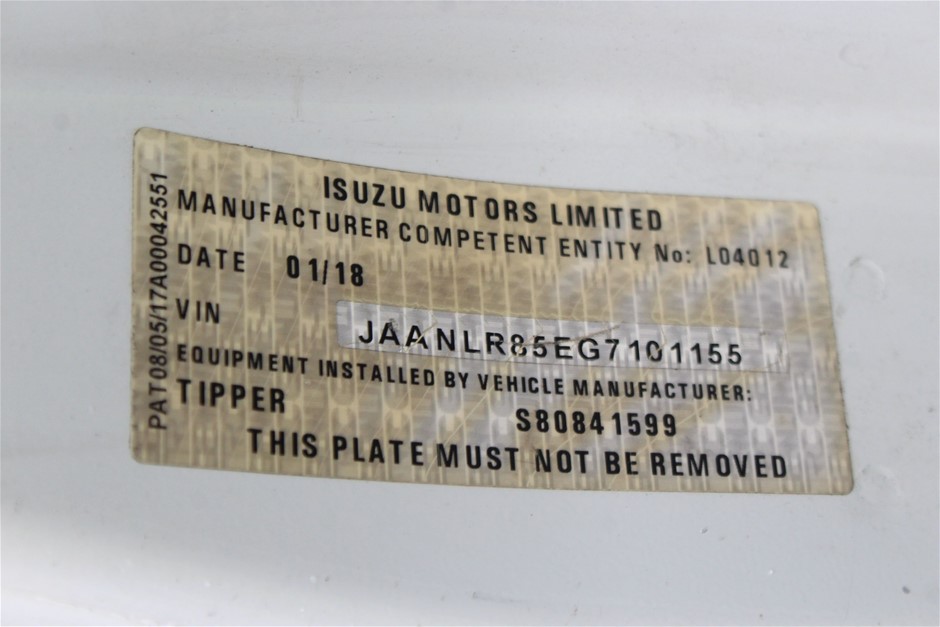 ISUZU MOTORS LIMITED
MANUFACTURER COMPETENT ENTITY No: L04012
DATE 01/18
VIN JAANLR85EG7101155
EQUIPMENT INSTALLED BY VEHICLE MANUFACTURER:
TIPPER S80841599
THIS PLATE MUST NOT BE REMOVED
PAT08/05/17A00042551